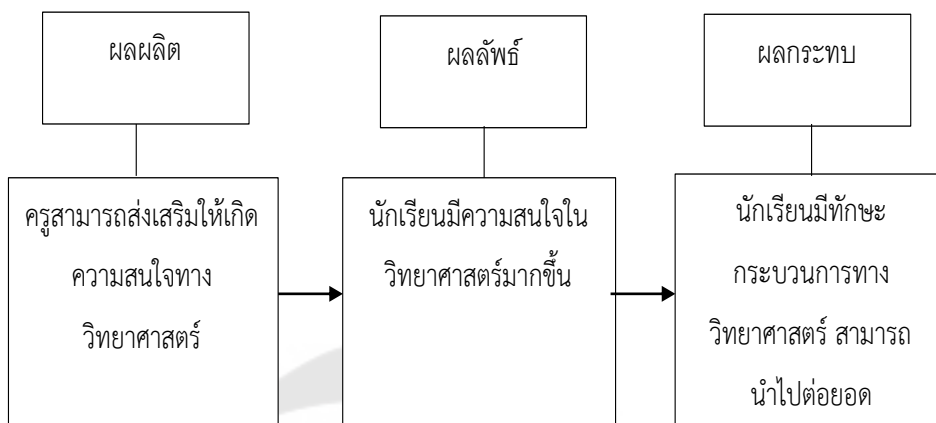 ผลผลิต
ผลลัพธ์
ผลกระทบ
ครูสามารถส่งเสริมให้เกิด
ความสนใจทาง
วิทยาศาสตร์
นักเรียนมีความสนใจใน
วิทยาศาสตร์มากขึ้น
นักเรียนมีทักษะ
กระบวนการทาง
วิทยาศาสตร์ สามารถ
นำไปต่อยอด